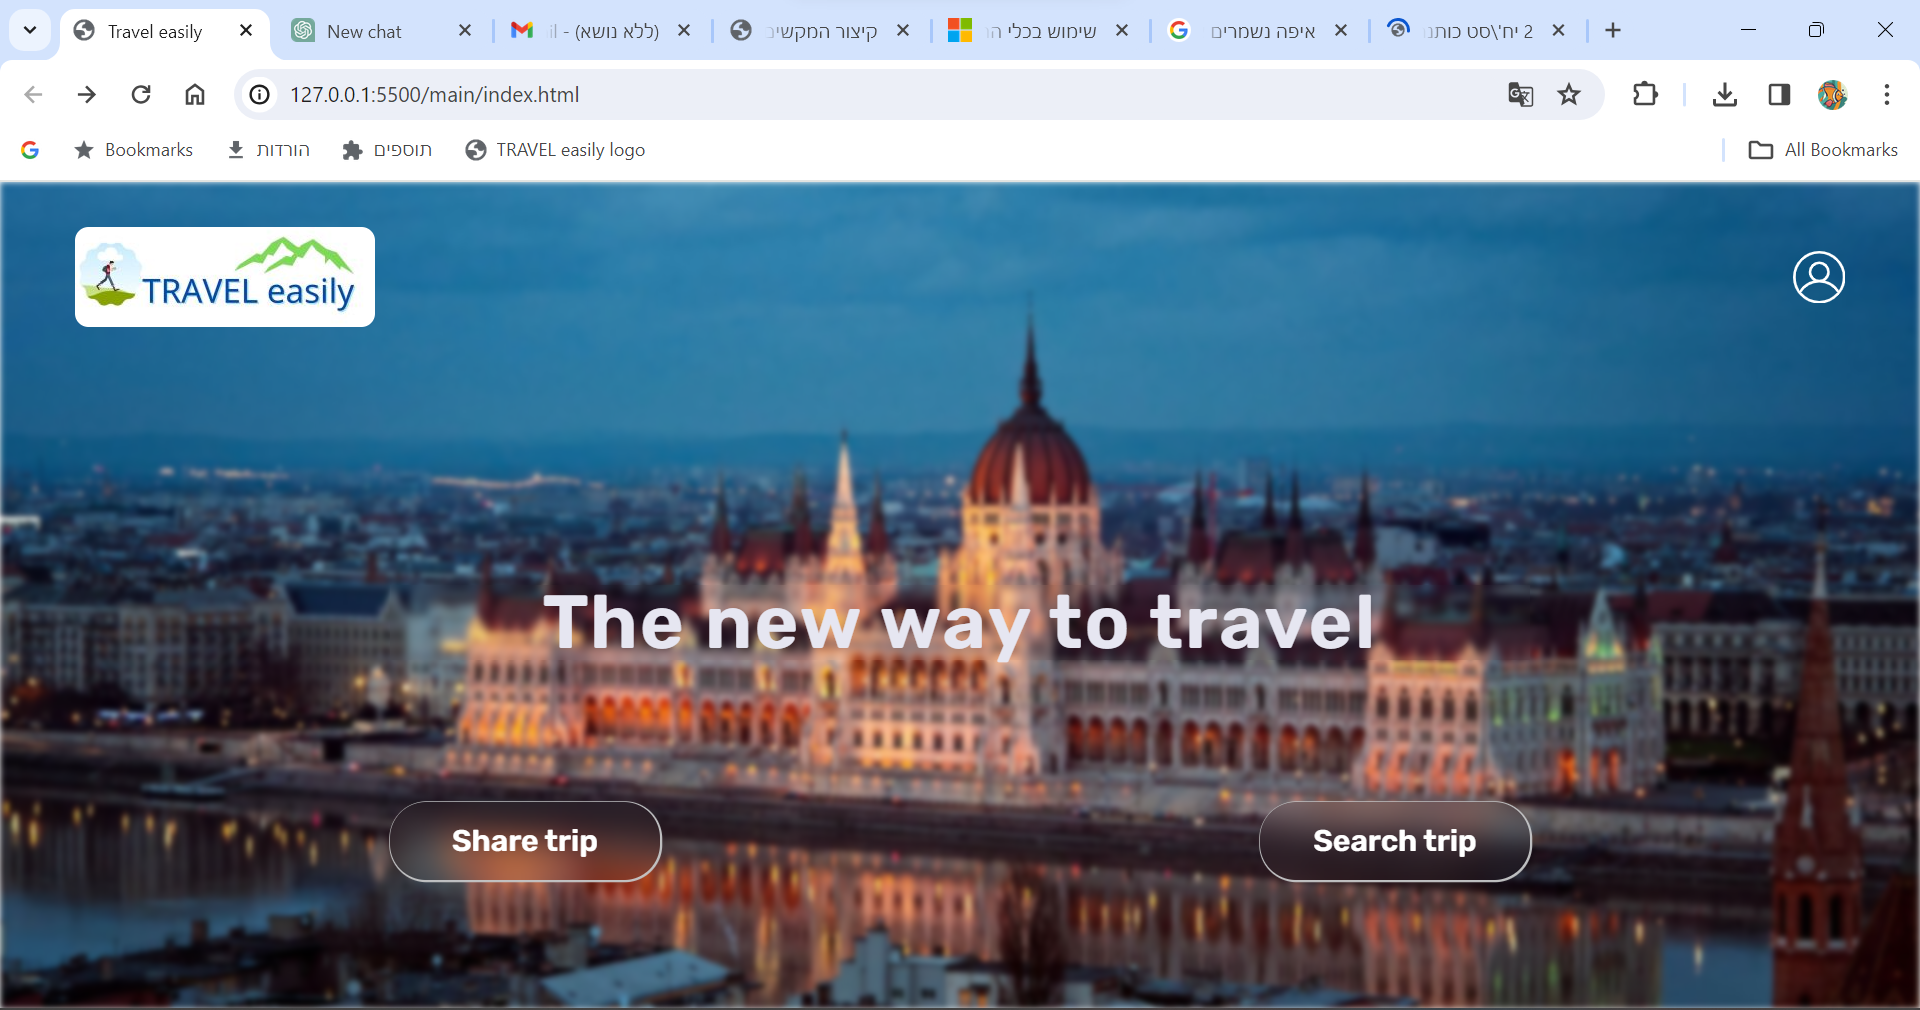 Travel easily
New chat
(ללא נושא) - il
קיצור המקשים
שימוש בכלי
איפה נשמרים
2 יח'\סט כותנ
127.0.0.1:5500/main/index.html
Bookmarks
הורדות
תוספים
TRAVEL easily logo
All Bookmarks
TRAVEL easily
The new way to travel
Share trip
Search trip